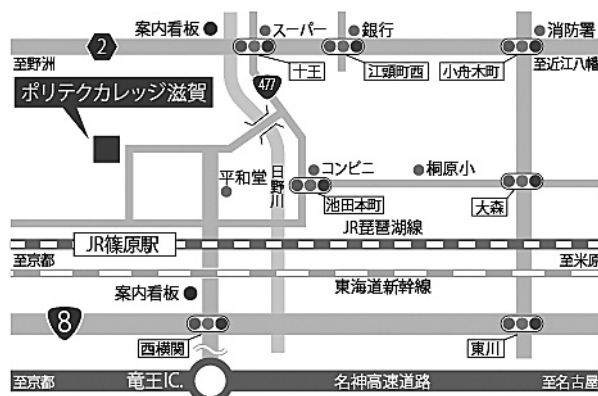 案内看板
スーパー
銀行
消防署
2
至野洲
十王
江頭町西
小舟木町
至近江八幡
477
ポリテクカレッジ滋賀
平和堂
日野川
コンビニ
桐原小
池田本町
大森
JR琵琶湖線
JR篠原駅
至京都
至米原
東海道新幹線
案内看板
8
西横関
東川
至京都
竜王IC.
名神高速道路
至名古屋